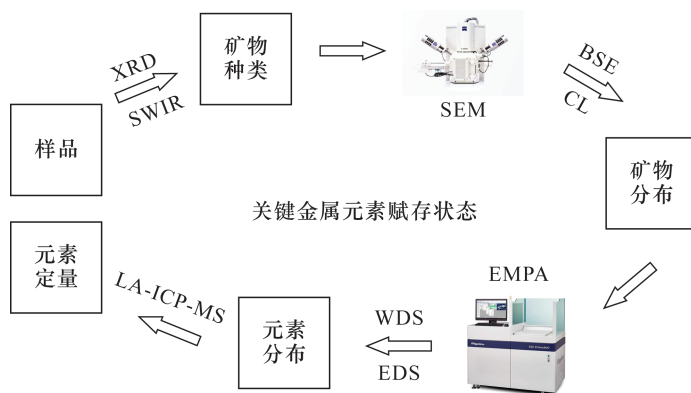 XRD
SWIR
矿物
种类
SEM
BSE
CL
样品
矿物
分布
关键金属元素赋存状态
元素
定量
LA-ICP-MS
元素
分布
WDS
EDS
EMPA